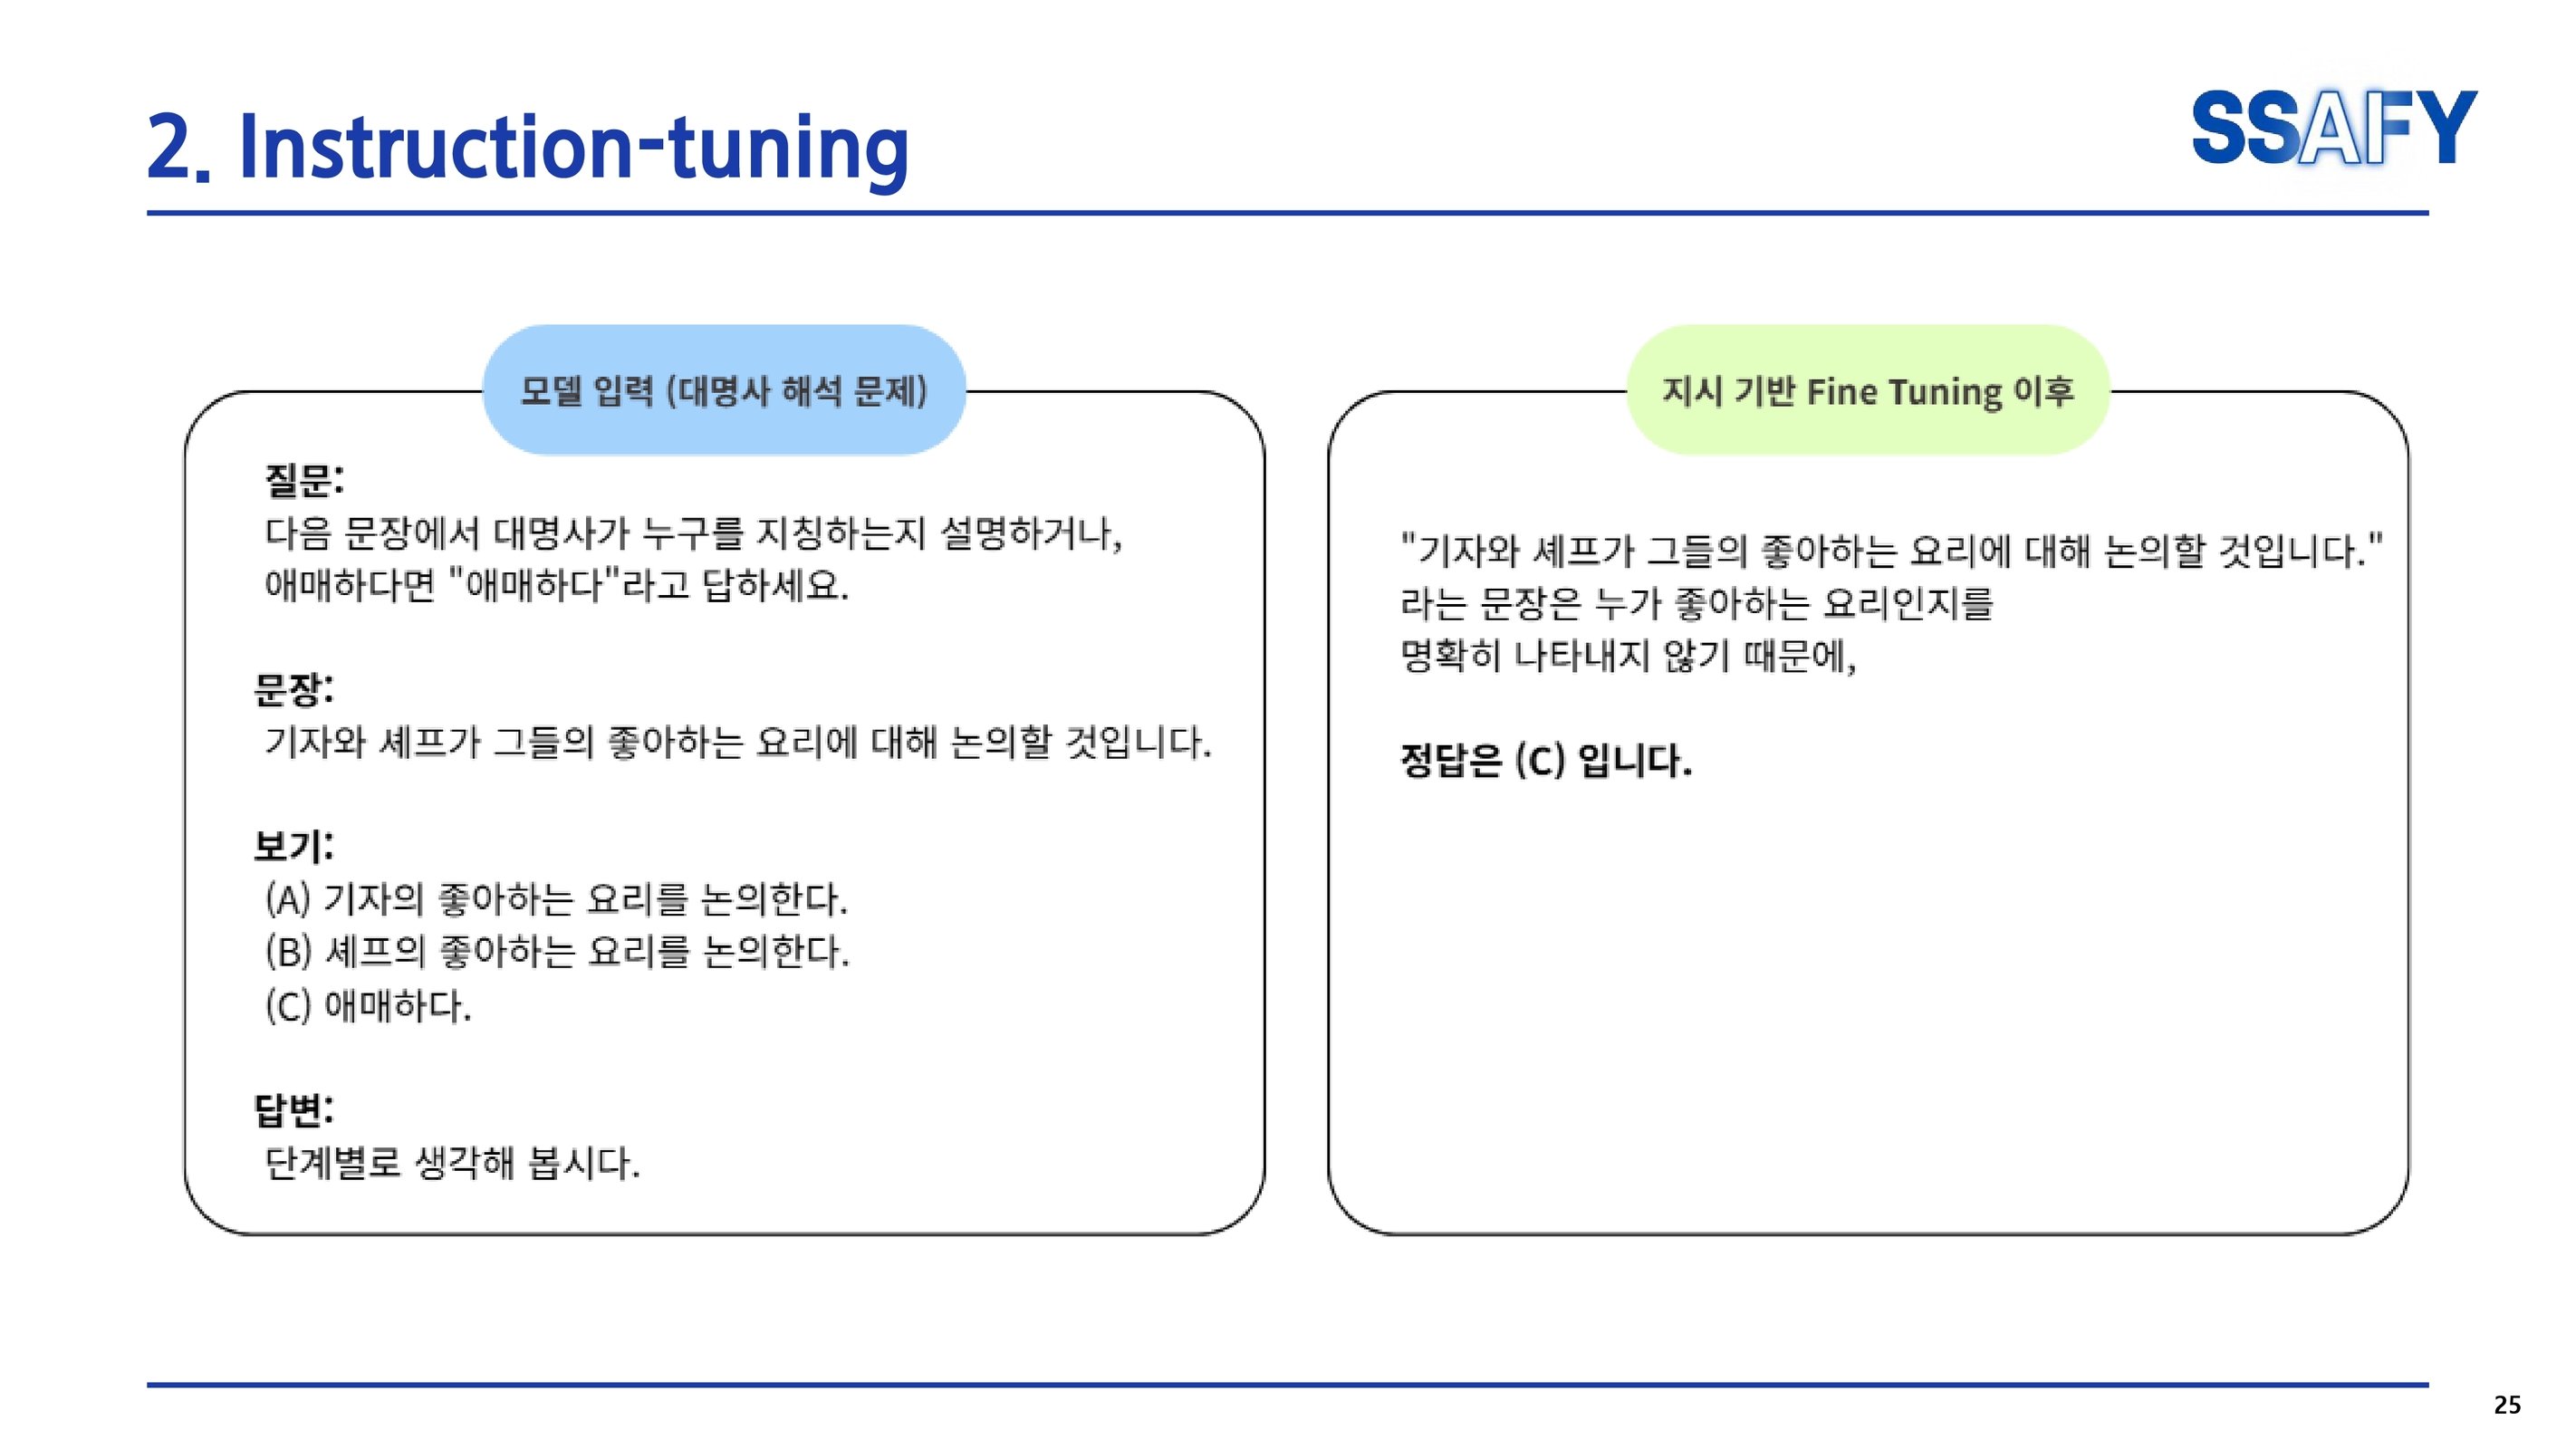 2. Instruction-tuning
SSAFY
모델 입력 (대명사 해석 문제)
질문:
다음 문장에서 대명사가 누구를 지칭하는지 설명하거나,
애매하다면 "애매하다"라고 답하세요.
문장:
기자와 셰프가 그들의 좋아하는 요리에 대해 논의할 것입니다.
보기:
(A) 기자의 좋아하는 요리를 논의한다.
(B) 셰프의 좋아하는 요리를 논의한다.
(C) 애매하다.
답변:
단계별로 생각해 봅시다.
지시 기반 Fine Tuning 이후
"기자와 셰프가 그들의 좋아하는 요리에 대해 논의할 것입니다."
라는 문장은 누가 좋아하는 요리인지를
명확히 나타내지 않기 때문에,
정답은 (C) 입니다.
25